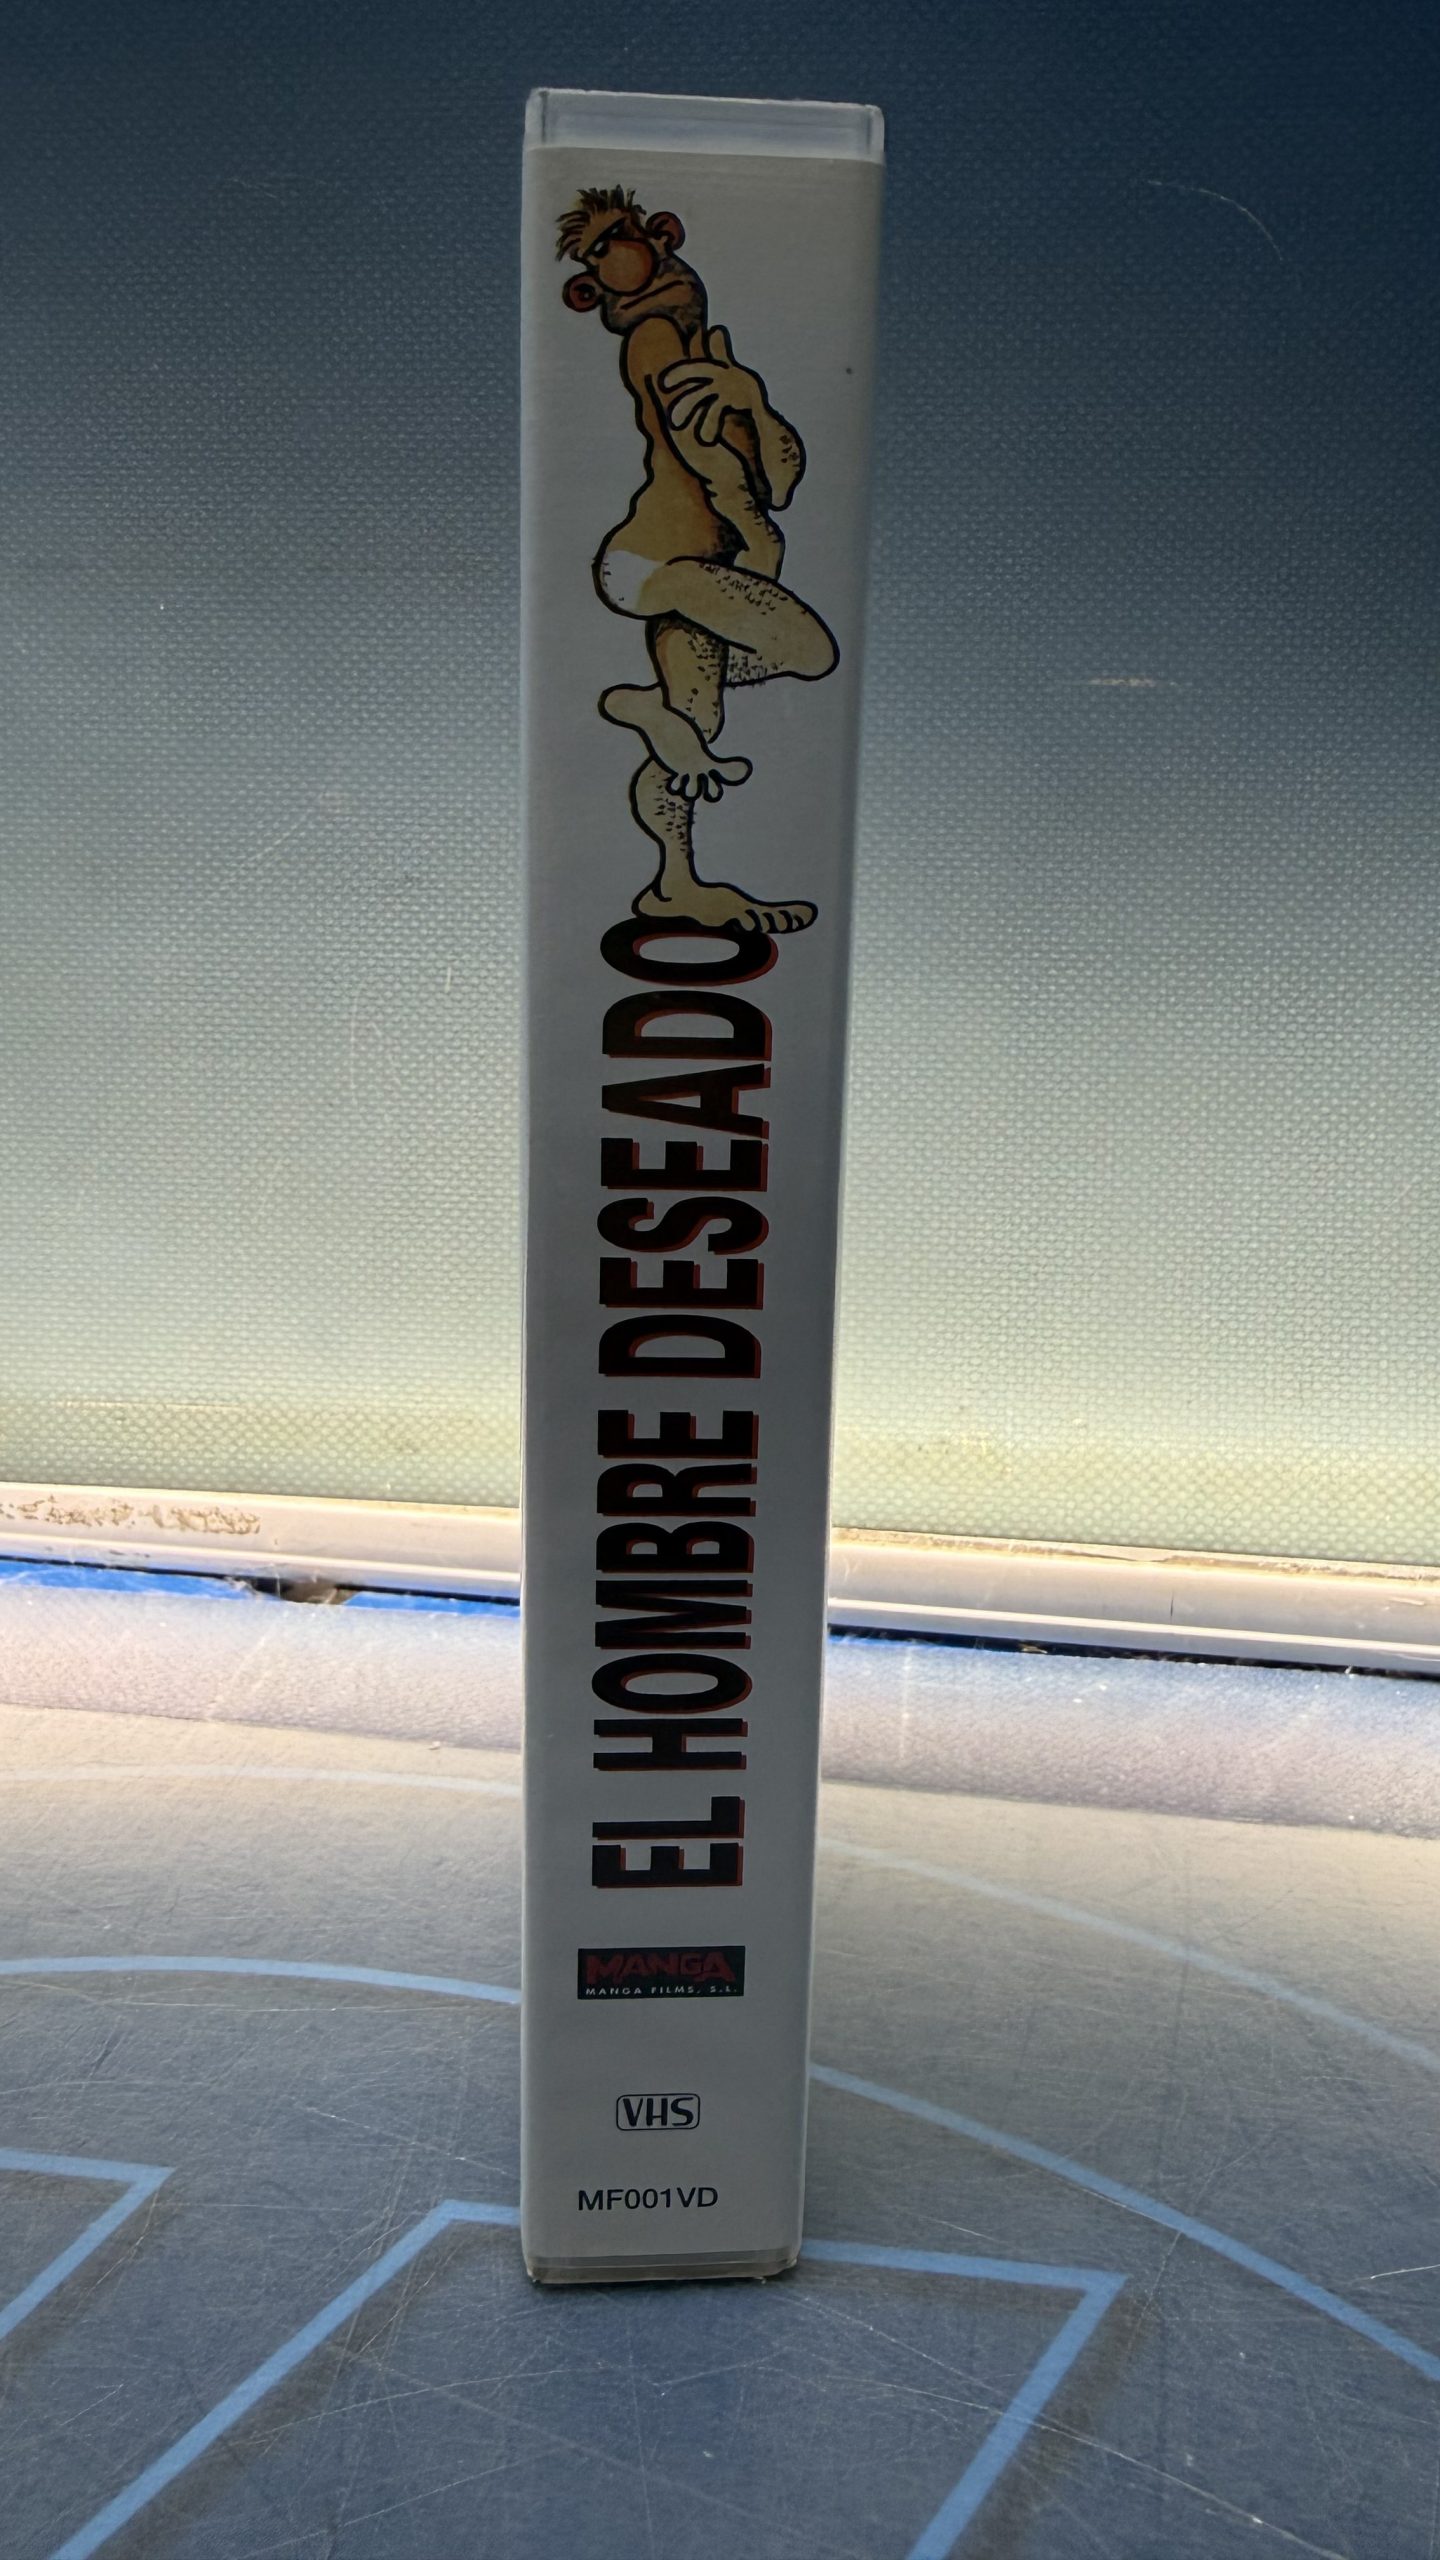 EL HOMBRE DESEADO
MANGA
MANGA FILMS, S.L.
VHS
MF001VD